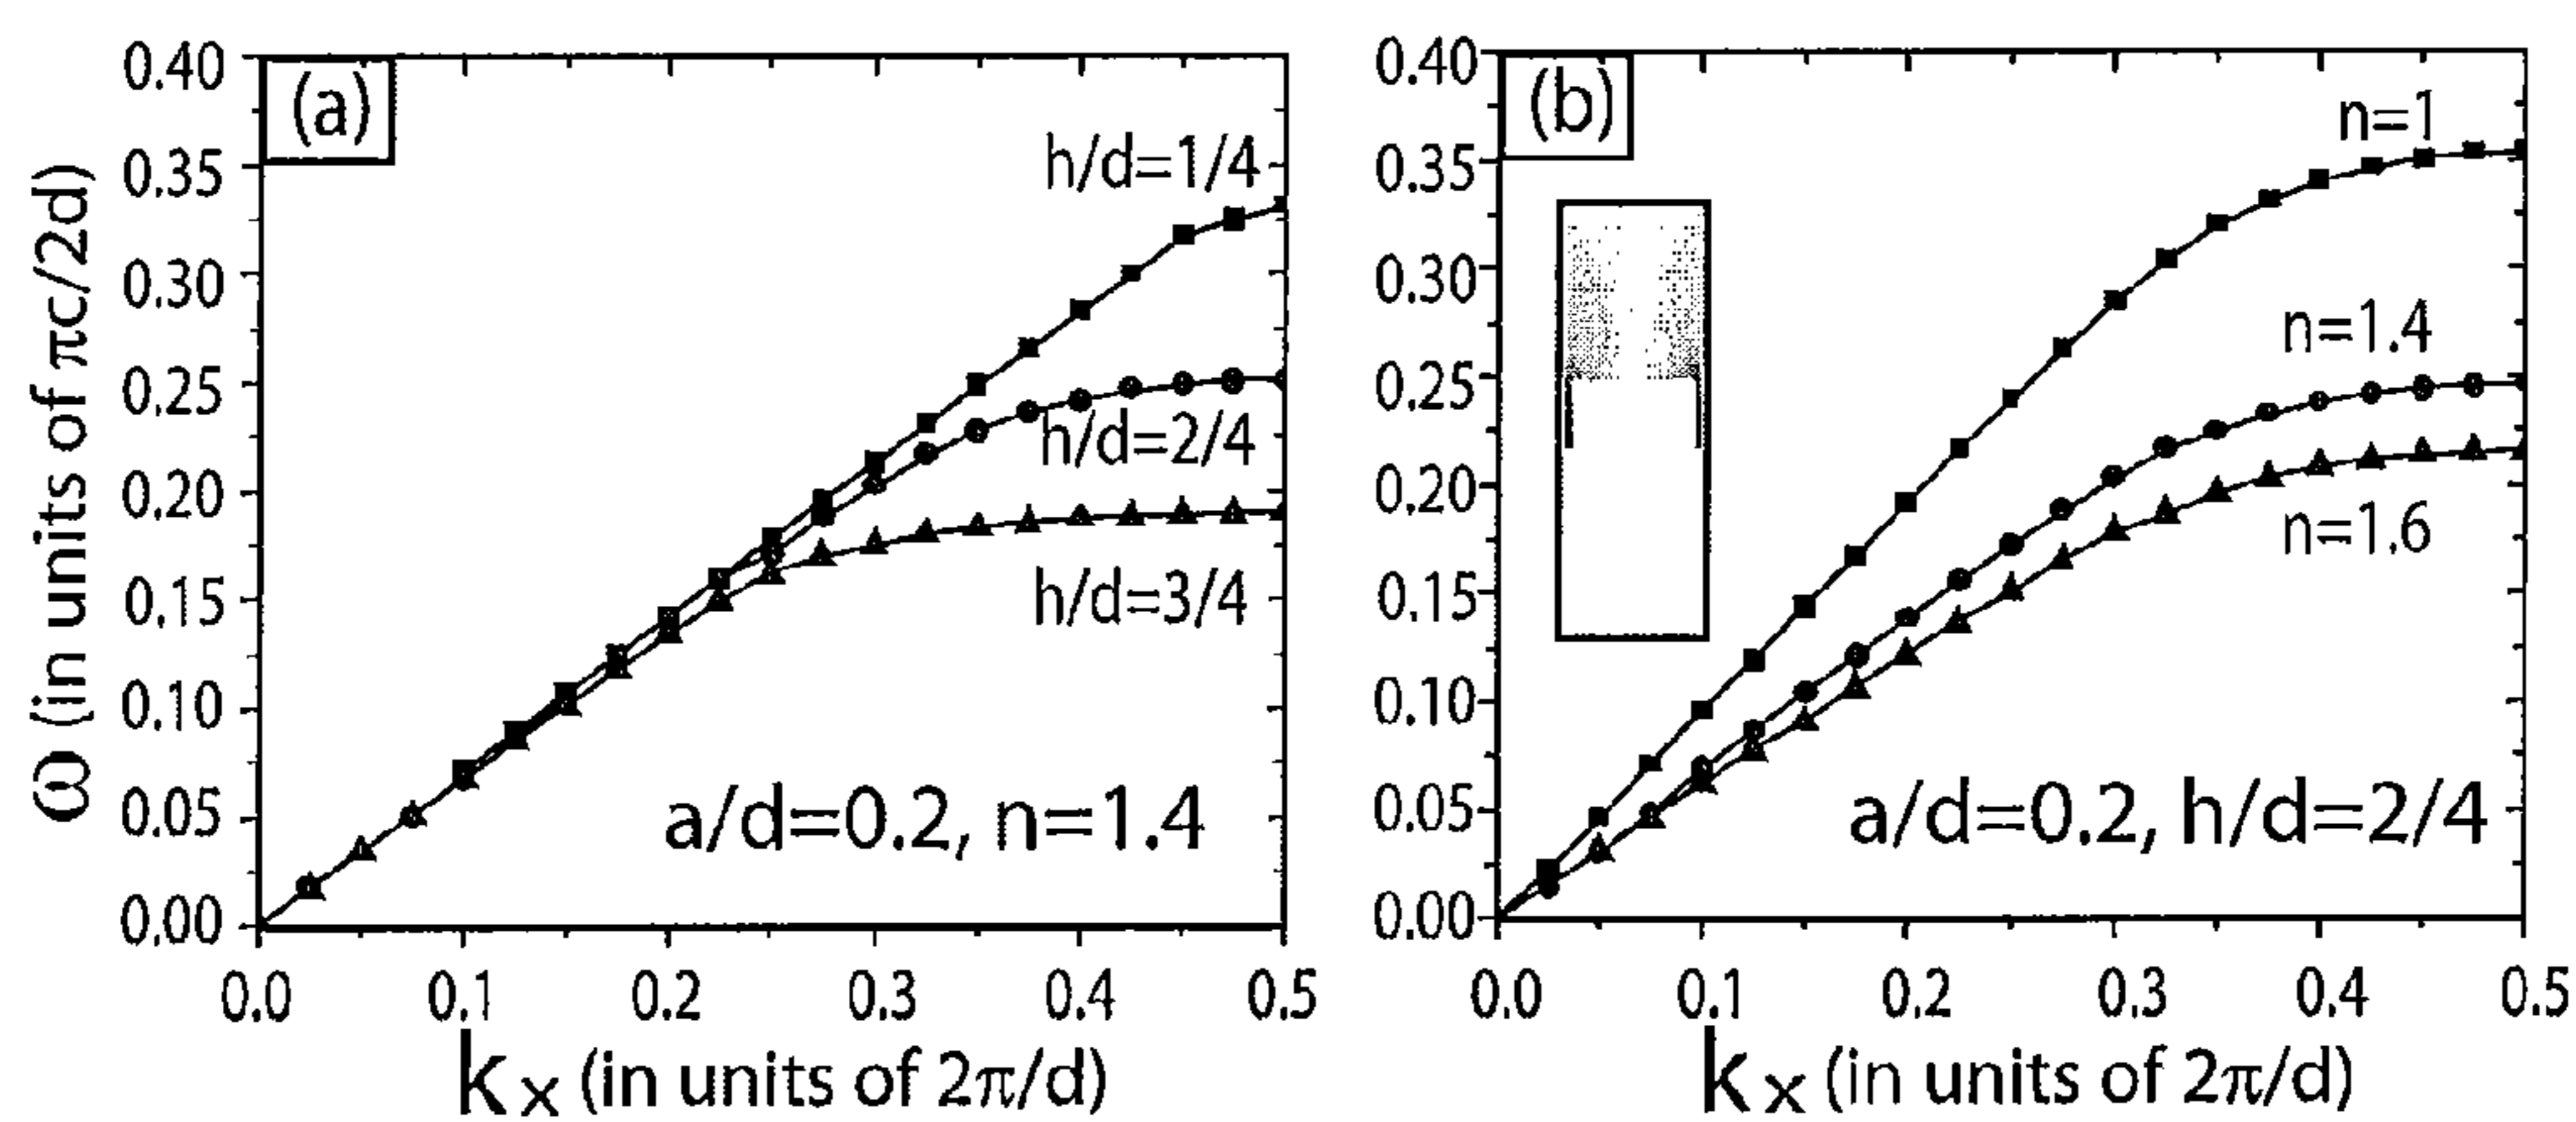 (a)
ω (in units of πc/2d)
0.40
0.35
0.30
0.25
0.20
0.15
0.10
0.05
0.00
h/d=1/4
h/d=2/4
h/d=3/4
a/d=0.2, n=1.4
0.0 0.1 0.2 0.3 0.4 0.5
kx (in units of 2π/d)
(b)
0.40
0.35
0.30
0.25
0.20
0.15
0.10
0.05
0.00
n=1
n=1.4
n=1.6
a/d=0.2, h/d=2/4
0.0 0.1 0.2 0.3 0.4 0.5
kx (in units of 2π/d)